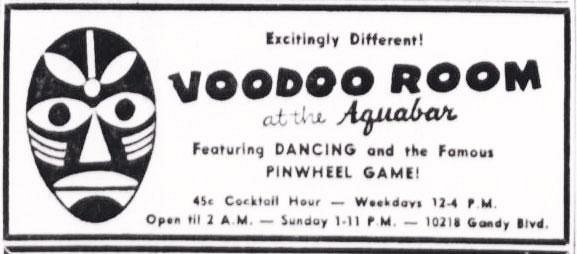 Excitingly Different!
VOODOO ROOM
at the Aquabar
Featuring DANCING and the Famous
PINWHEEL GAME!
45c Cocktail Hour — Weekdays 12-4 P.M.
Open til 2 A.M. — Sunday 1-11 P.M. — 10218 Gandy Blvd.